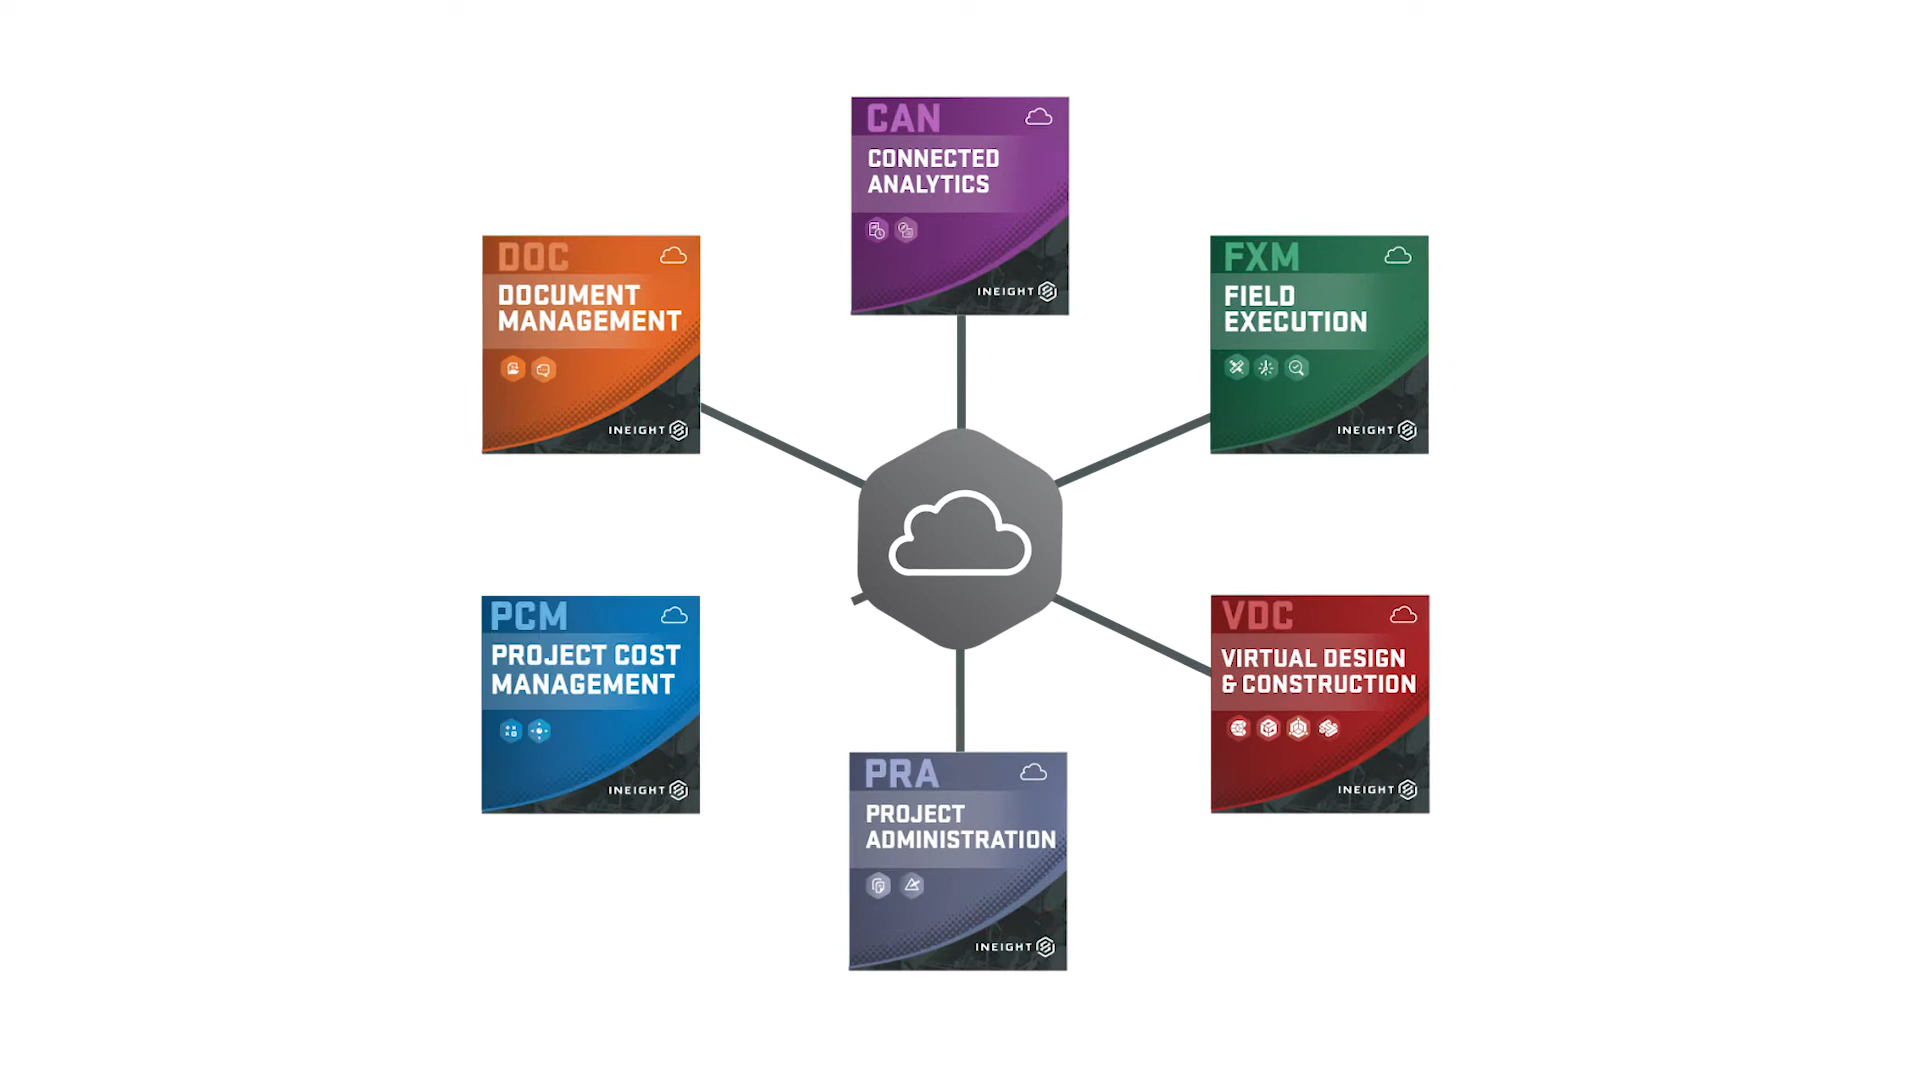 CAN
CONNECTED
ANALYTICS
INEIGHT
DOC
DOCUMENT
MANAGEMENT
INEIGHT
FXM
FIELD
EXECUTION
INEIGHT
PCM
PROJECT COST
MANAGEMENT
INEIGHT
VDC
VIRTUAL DESIGN
& CONSTRUCTION
INEIGHT
PRA
PROJECT
ADMINISTRATION
INEIGHT